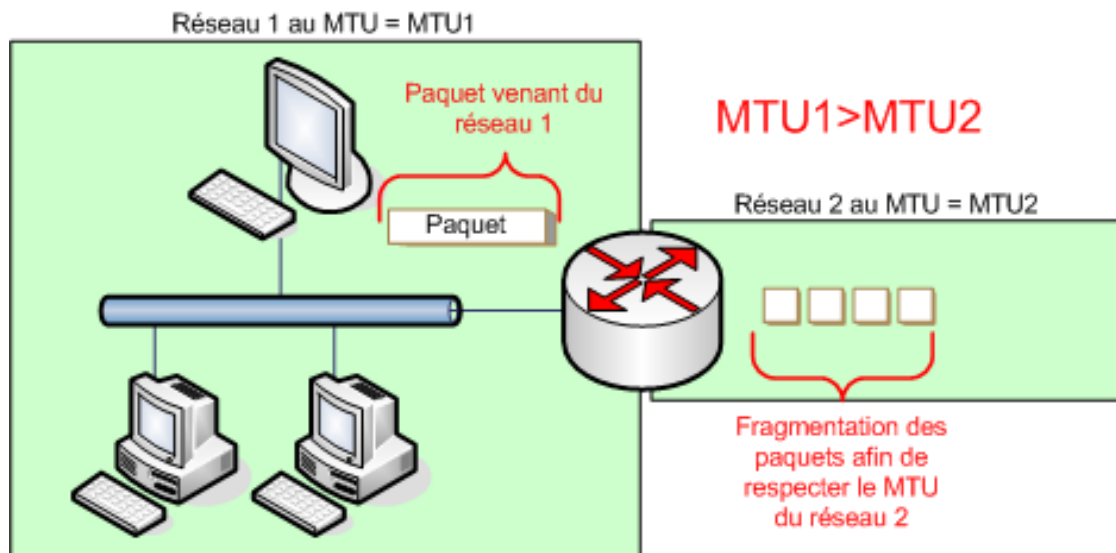 Réseau 1 au MTU = MTU1
Paquet venant du
réseau 1
MTU1>MTU2
Paquet
Réseau 2 au MTU = MTU2
Fragmentation des
paquets afin de
respecter le MTU
du réseau 2